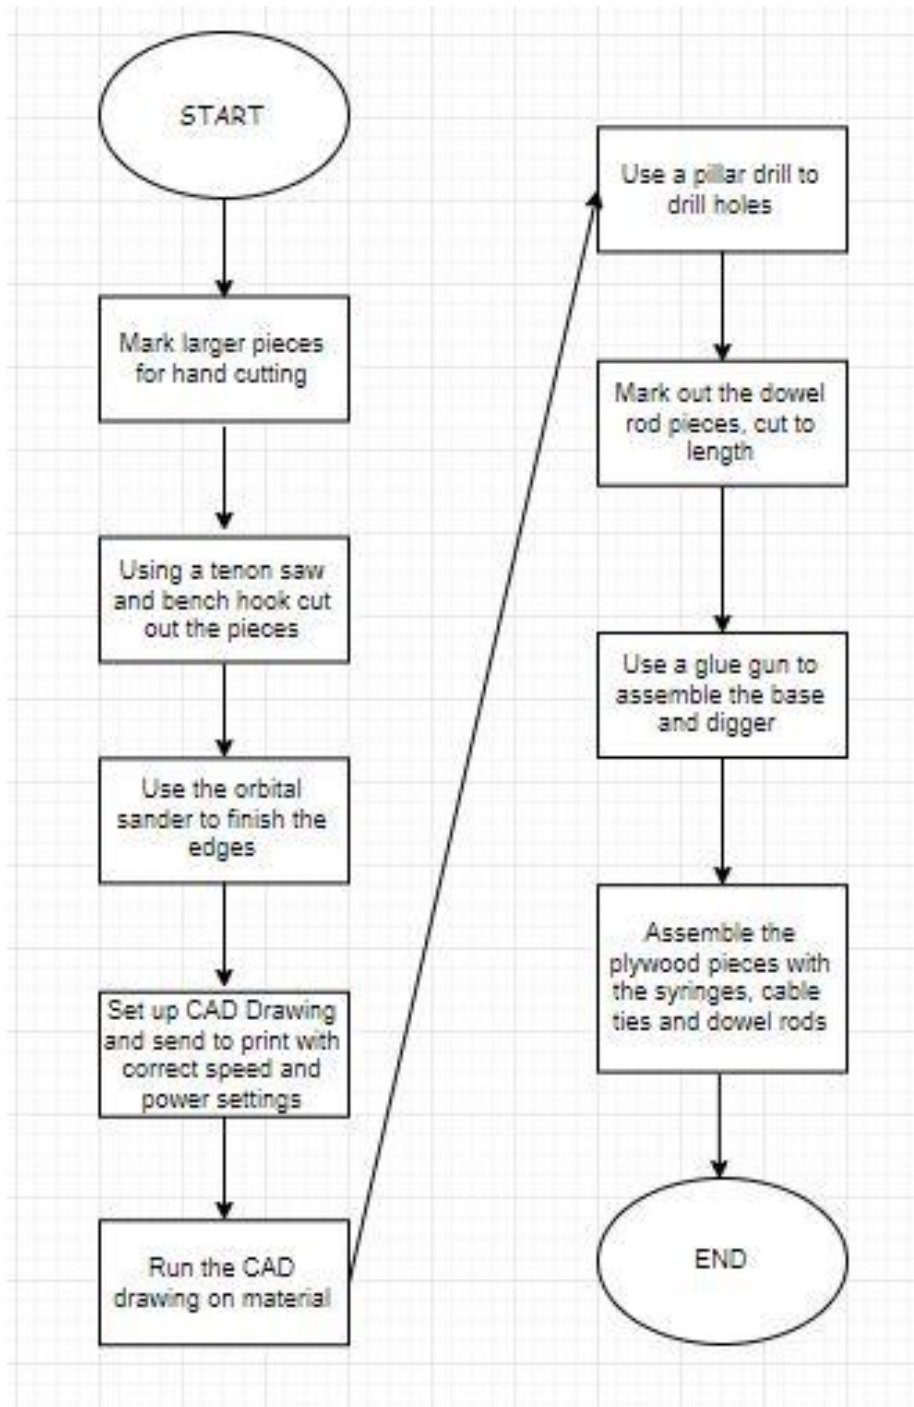 START
Mark larger pieces
for hand cutting
Using a tenon saw
and bench hook cut
out the pieces
Use the orbital
sander to finish the
edges
Set up CAD Drawing
and send to print with
correct speed and
power settings
Run the CAD
drawing on material
Use a pillar drill to
drill holes
Mark out the dowel
rod pieces, cut to
length
Use a glue gun to
assemble the base
and digger
Assemble the
plywood pieces with
the syringes, cable
ties and dowel rods
END